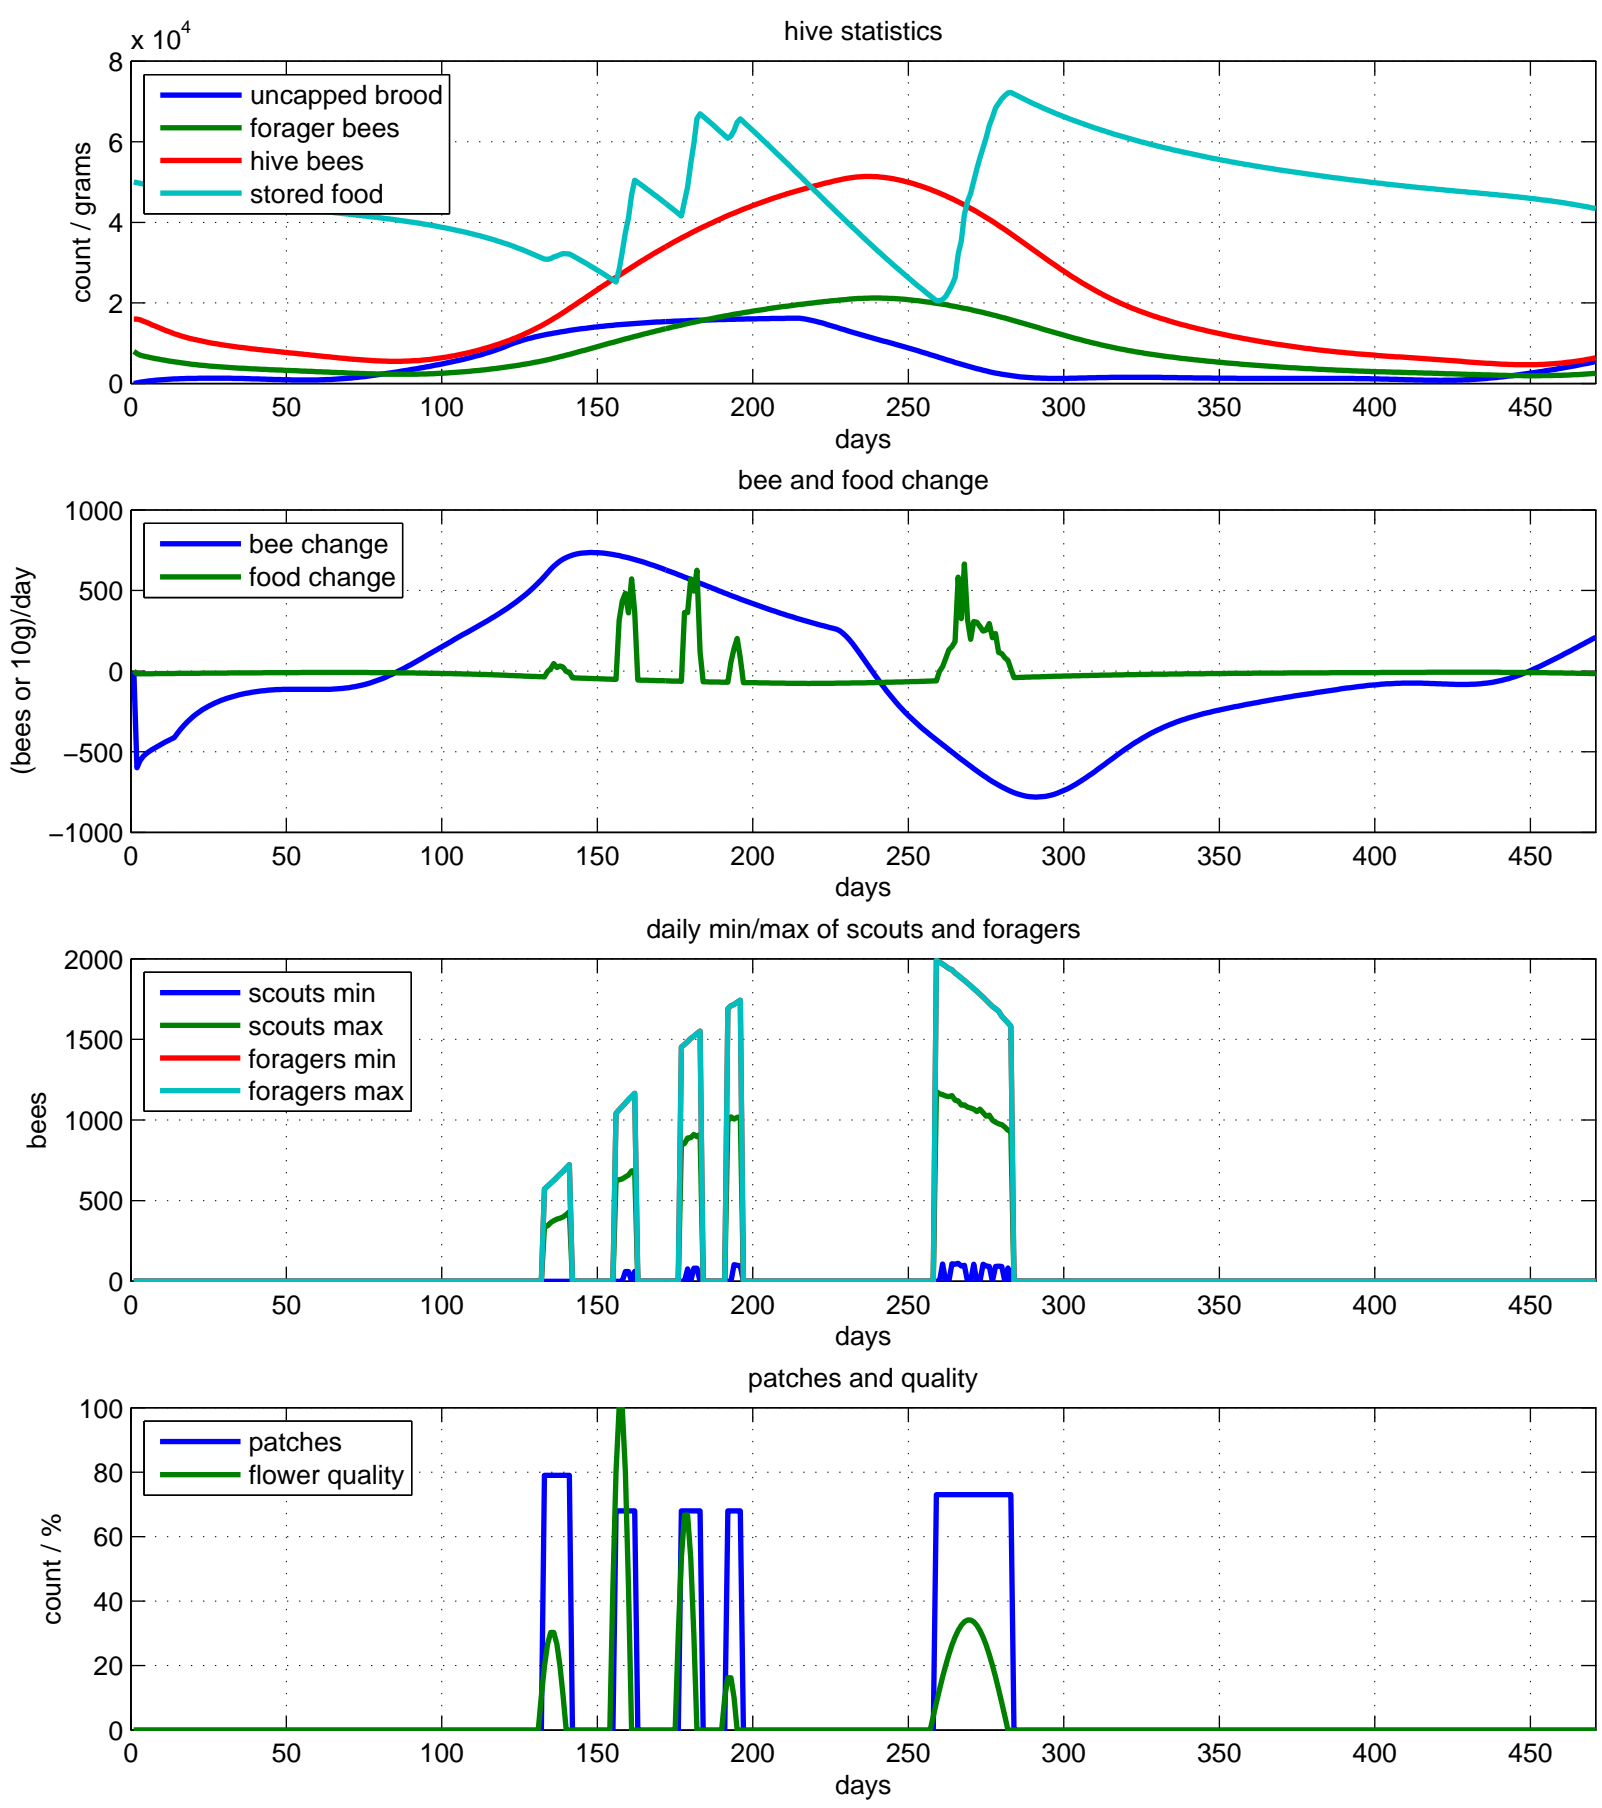 hive statistics
x 10^4
8
6
4
2
0
count / grams
uncapped brood
forager bees
hive bees
stored food
0 50 100 150 200 250 300 350 400 450
days
bee and food change
1000
500
0
−500
−1000
(bees or 10g)/day
bee change
food change
0 50 100 150 200 250 300 350 400 450
days
daily min/max of scouts and foragers
2000
1500
1000
500
0
bees
scouts min
scouts max
foragers min
foragers max
0 50 100 150 200 250 300 350 400 450
days
patches and quality
100
80
60
40
20
0
count / %
patches
flower quality
0 50 100 150 200 250 300 350 400 450
days